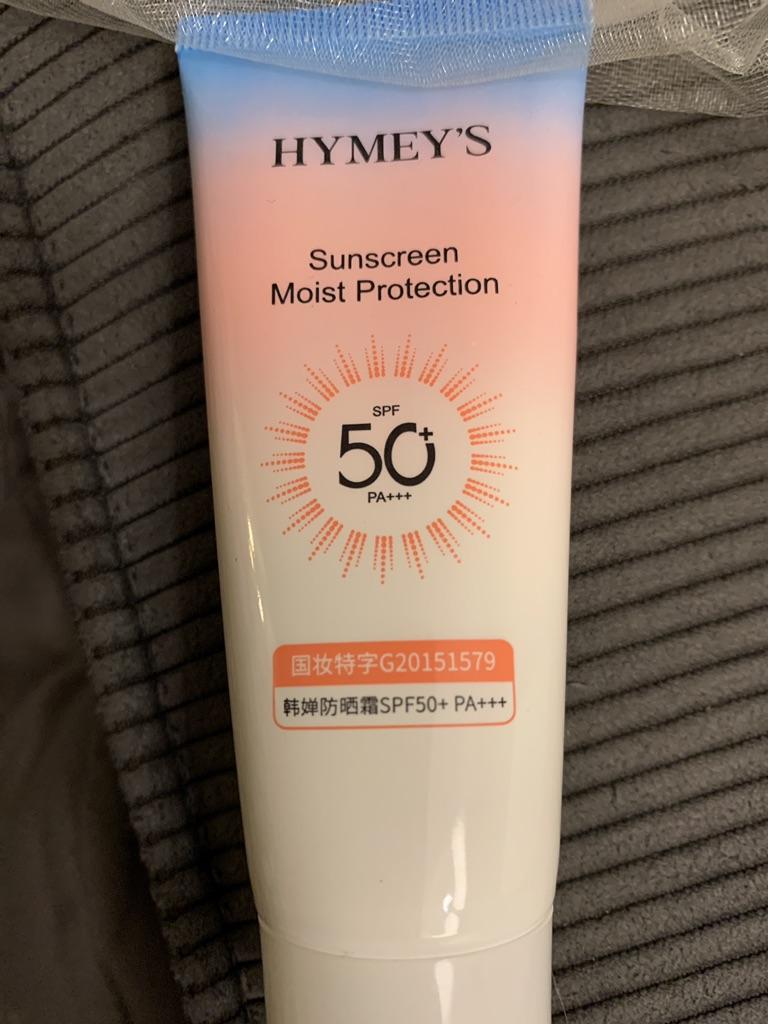 HYMEY'S
Sunscreen
Moist Protection
SPF
50+
PA+++
国妆特字G20151579
韩婵防晒霜SPF50+ PA+++